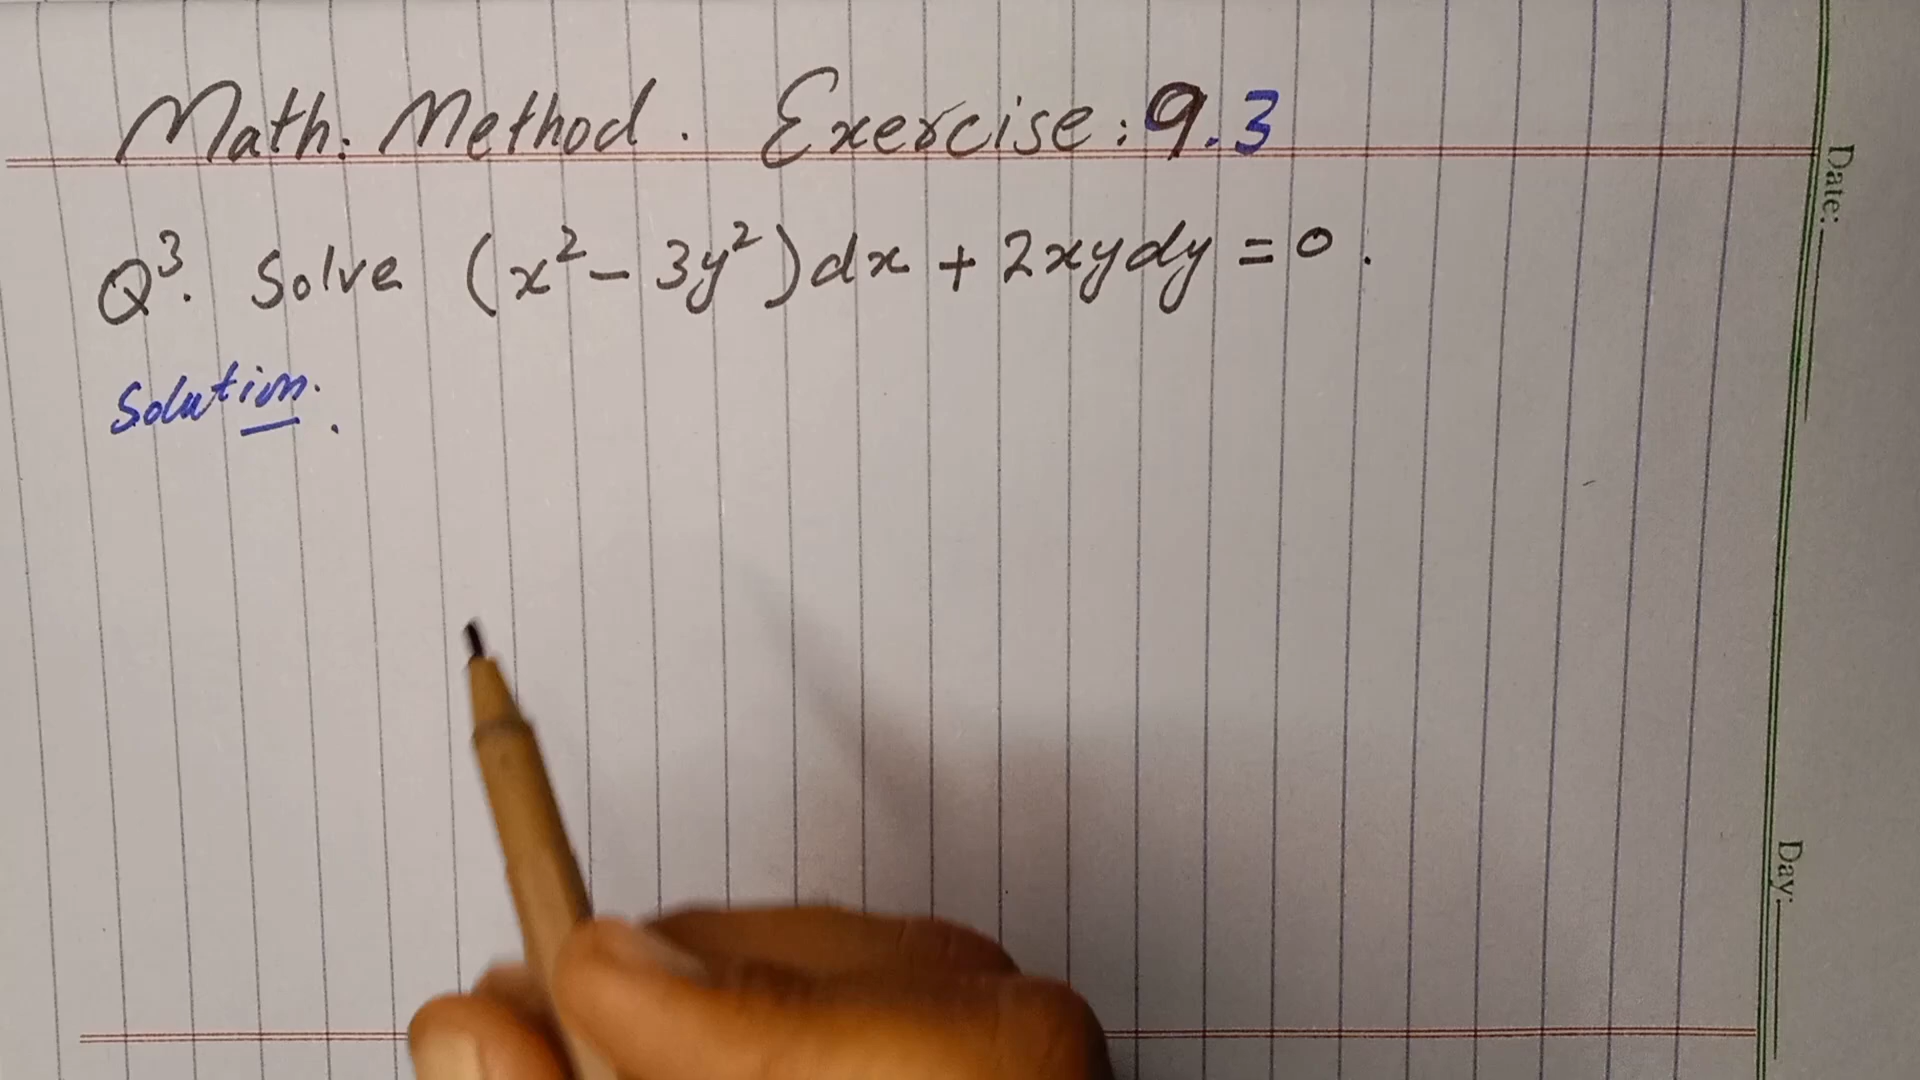 Math. Method. Exercise: 9.3
Q3. Solve (x² - 3y²)dx + 2xydy = 0.
Solution.
Date:
Day: